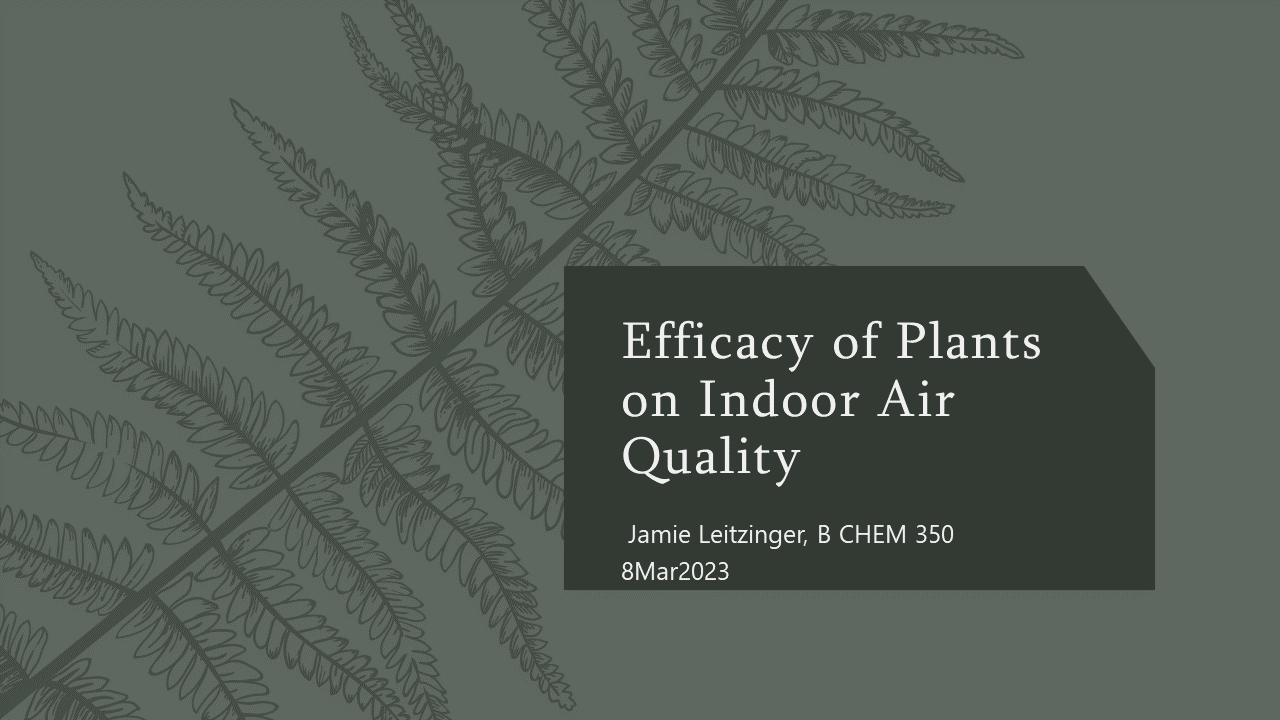 Efficacy of Plants
on Indoor Air
Quality
Jamie Leitzinger, B CHEM 350
8Mar2023